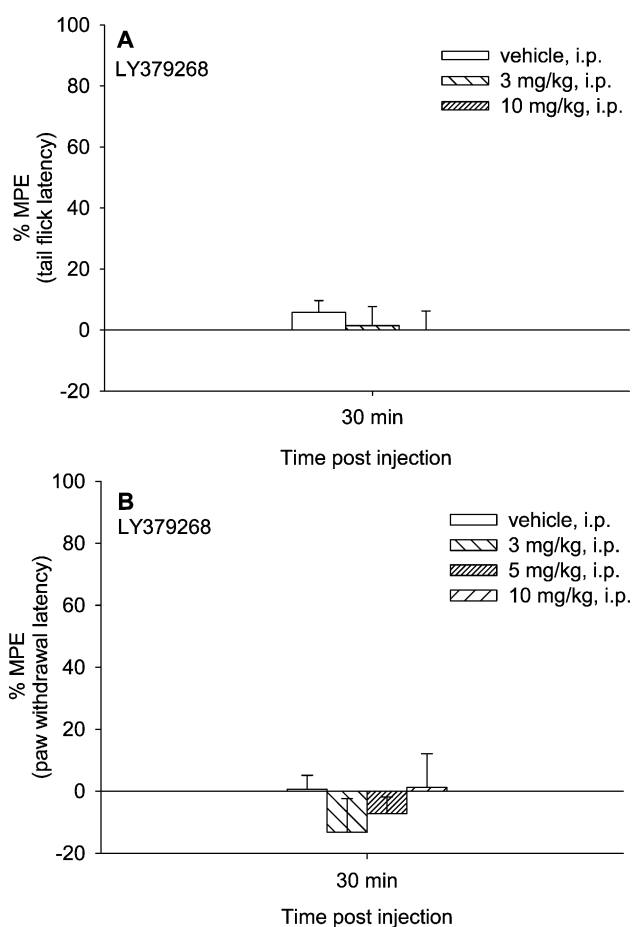 100
A
LY379268
vehicle, i.p.
3 mg/kg, i.p.
10 mg/kg, i.p.
80
60
40
20
0
-20
% MPE
(tail flick latency)
30 min
Time post injection
100
B
LY379268
vehicle, i.p.
3 mg/kg, i.p.
5 mg/kg, i.p.
10 mg/kg, i.p.
80
60
40
20
0
-20
% MPE
(paw withdrawal latency)
30 min
Time post injection